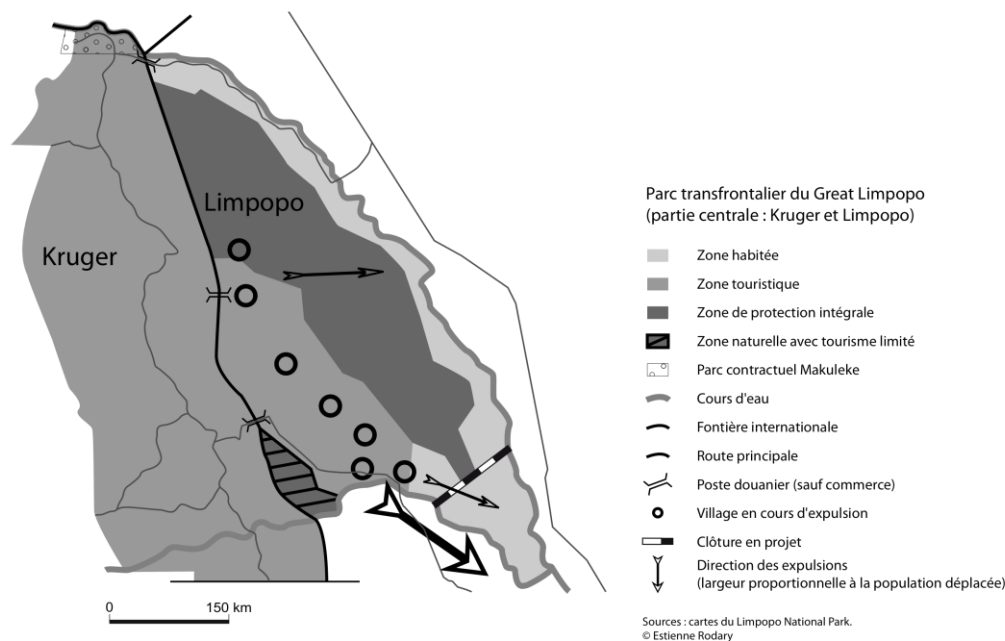 Limpopo
Kruger
0 150 km
Parc transfrontalier du Great Limpopo
(partie centrale : Kruger et Limpopo)
Zone habitée
Zone touristique
Zone de protection intégrale
Zone naturelle avec tourisme limité
Parc contractuel Makuleke
Cours d'eau
Fontière internationale
Route principale
Poste douanier (sauf commerce)
Village en cours d'expulsion
Clôture en projet
Direction des expulsions
(largeur proportionnelle à la population déplacée)
Sources : cartes du Limpopo National Park.
© Estienne Rodary